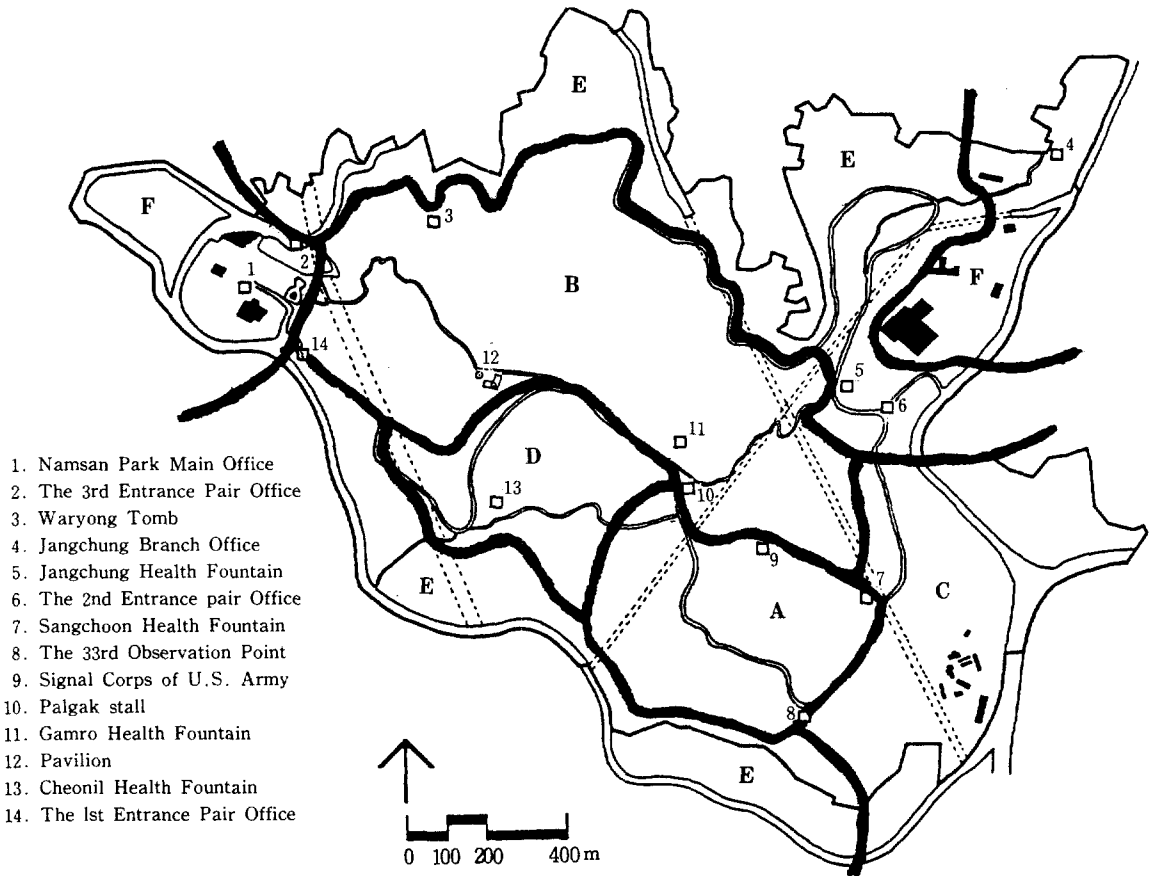 E
E
4
F
3
2
1
B
F
14
12
5
6
11
D
10
13
9
7
C
E
A
8
E
1. Namsan Park Main Office
2. The 3rd Entrance Pair Office
3. Waryong Tomb
4. Jangchung Branch Office
5. Jangchung Health Fountain
6. The 2nd Entrance pair Office
7. Sangchoon Health Fountain
8. The 33rd Observation Point
9. Signal Corps of U.S. Army
10. Palgak stall
11. Gamro Health Fountain
12. Pavilion
13. Cheonil Health Fountain
14. The lst Entrance Pair Office
0 100 200 400 m